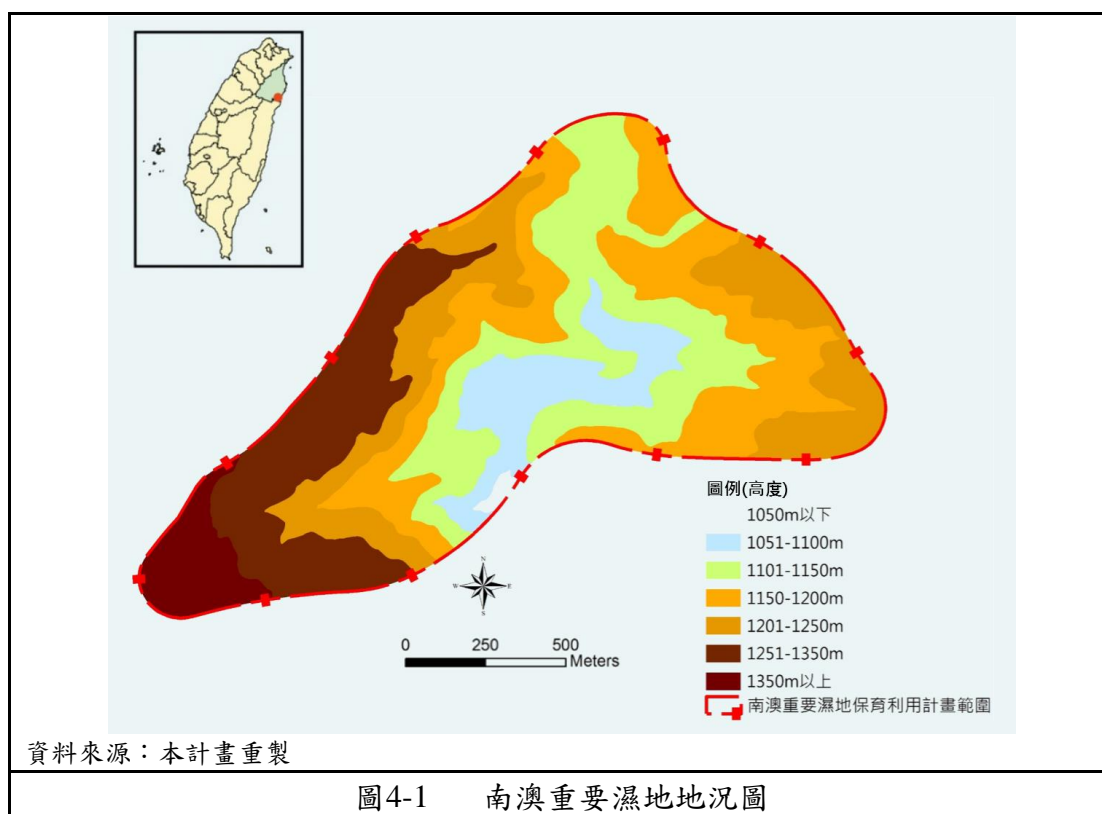 N
W
E
S
0 250 500
Meters
圖例(高度)
1050m以下
1051-1100m
1101-1150m
1150-1200m
1201-1250m
1251-1350m
1350m以上
南澳重要濕地保育利用計畫範圍
資料來源：本計畫重製
圖4-1 南澳重要濕地地況圖